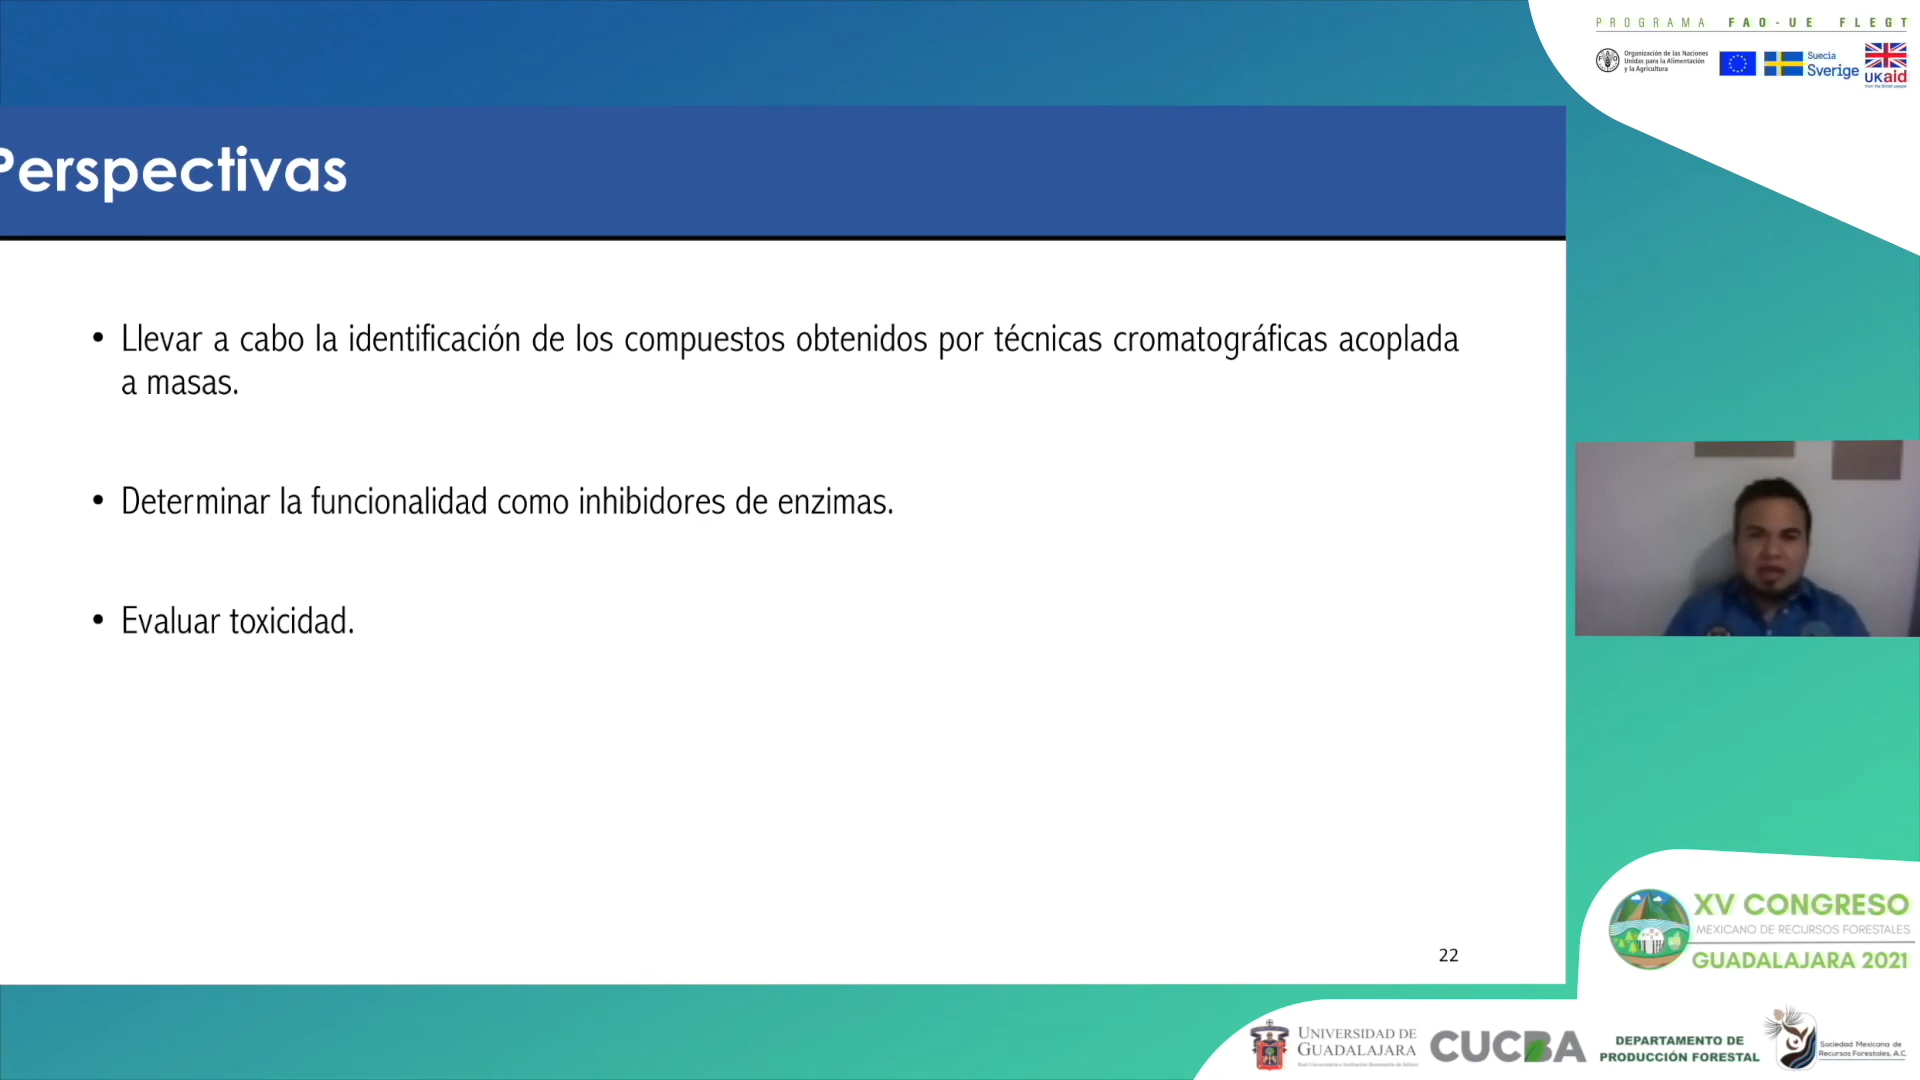 PROGRAMA FAO-UE FLEGT
Organización de las Naciones
Unidas para la Alimentación
y la Agricultura
Suecia
Sverige
UKaid
from the British people
Perspectivas
• Llevar a cabo la identificación de los compuestos obtenidos por técnicas cromatográficas acoplada
a masas.
• Determinar la funcionalidad como inhibidores de enzimas.
• Evaluar toxicidad.
22
XV CONGRESO
MEXICANO DE RECURSOS FORESTALES
GUADALAJARA 2021
UNIVERSIDAD DE
GUADALAJARA
CUCBA
DEPARTAMENTO DE
PRODUCCIÓN FORESTAL
Sociedad Mexicana de
Recursos Forestales, A.C.